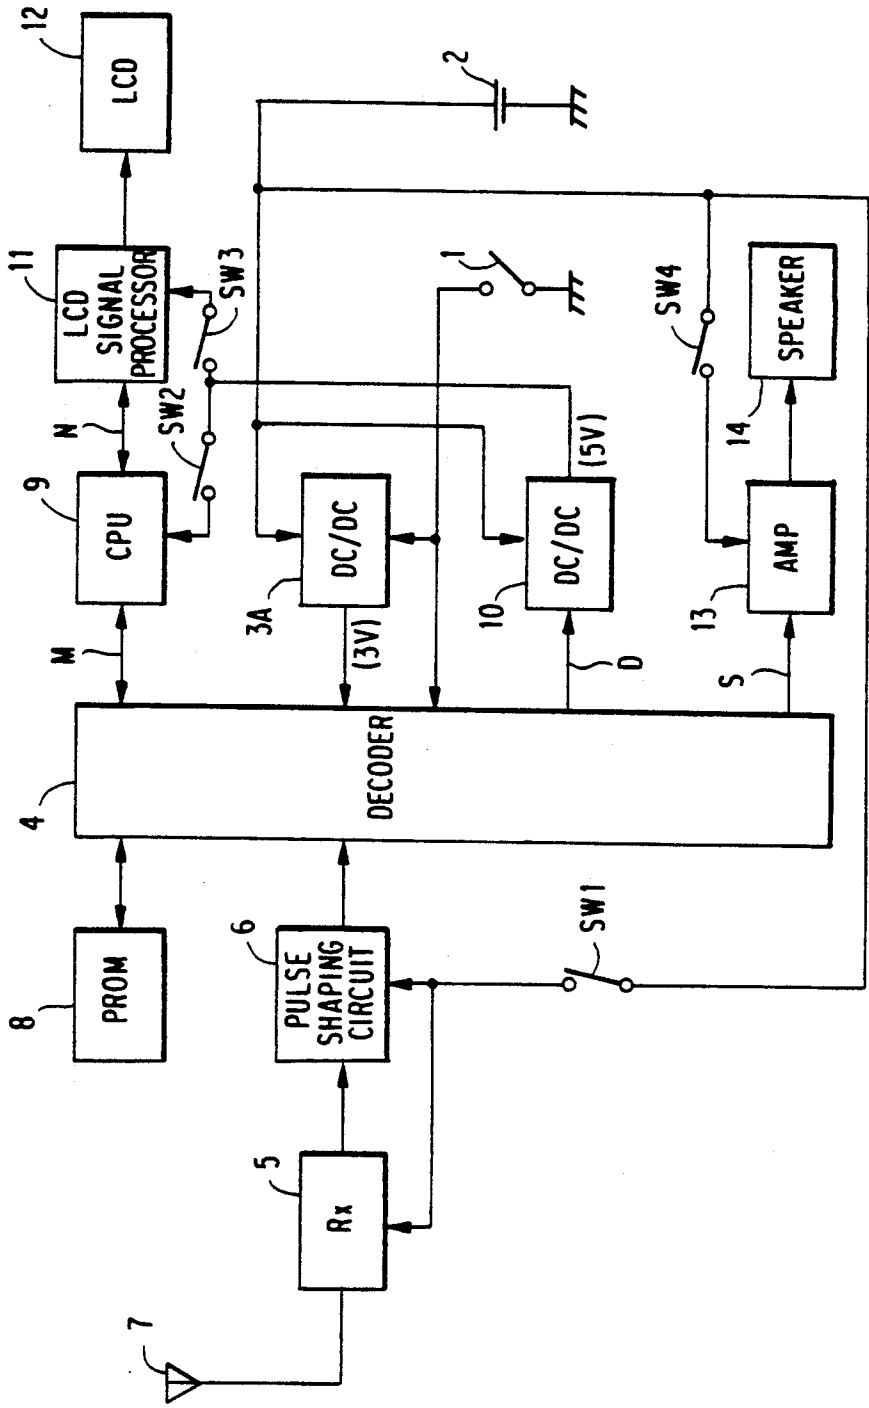 7
5
Rx
6
PULSE
SHAPING
CIRCUIT
SW1
8
PROM
4
DECODER
M
9
CPU
N
11
LCD
SIGNAL
PROCESSOR
12
LCD
SW2
SW3
3A
DC/DC
(3V)
1
2
10
DC/DC
(5V)
D
S
13
AMP
14
SPEAKER
SW4